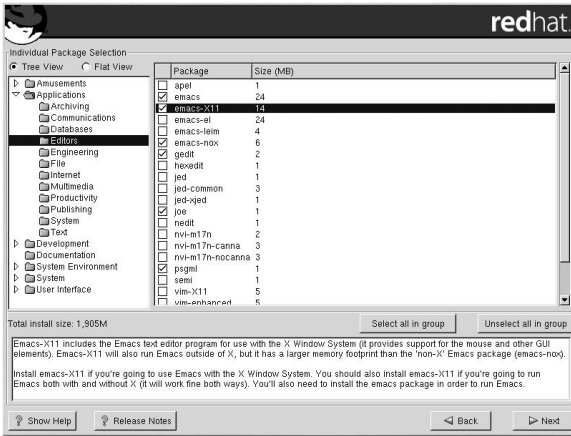 redhat.
Individual Package Selection
Tree View Flat View
Amusements
Applications
Archiving
Communications
Databases
Editors
Engineering
File
Internet
Multimedia
Productivity
Publishing
System
Text
Development
Documentation
System Environment
System
User Interface
Package Size (MB)
apel 1
emacs 24
emacs-X11 14
emacs-el 24
emacs-leim 4
emacs-nox 6
gedit 2
hexedit 1
jed 1
jed-common 3
jed-xjed 1
joe 1
nedit 1
nvi-m17n 2
nvi-m17n-canna 3
nvi-m17n-nocanna 3
psgml 1
semi 1
vim-X11 5
vim-enhanced 5
Total install size: 1,905M
Select all in group Unselect all in group
Emacs-X11 includes the Emacs text editor program for use with the X Window System (it provides support for the mouse and other GUI
elements). Emacs-X11 will also run Emacs outside of X, but it has a larger memory footprint than the 'non-X' Emacs package (emacs-nox).
Install emacs-X11 if you're going to use Emacs with the X Window System. You should also install emacs-X11 if you're going to run
Emacs both with and without X (it will work fine both ways). You'll also need to install the emacs package in order to run Emacs.
Show Help Release Notes Back Next